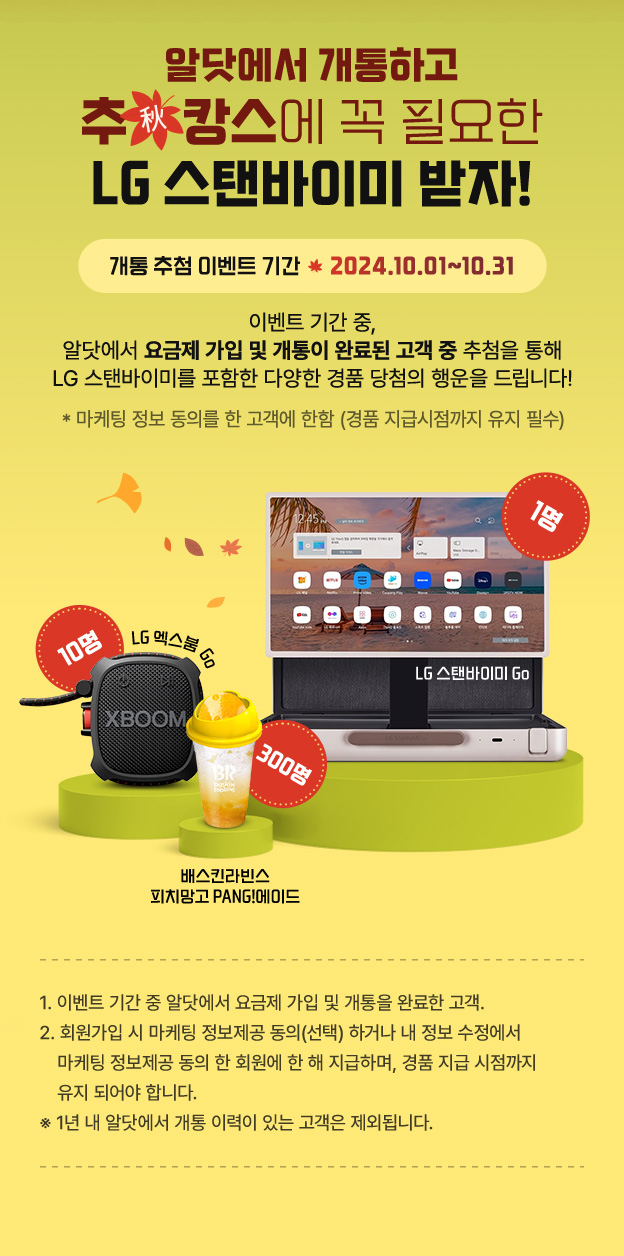 알닷에서 개통하고
추秋캉스에 꼭 필요한
LG 스탠바이미 받자!
개통 추첨 이벤트 기간 2024.10.01~10.31
이벤트 기간 중,
알닷에서 요금제 가입 및 개통이 완료된 고객 중 추첨을 통해
LG 스탠바이미를 포함한 다양한 경품 당첨의 행운을 드립니다!
* 마케팅 정보 동의를 한 고객에 한함 (경품 지급시점까지 유지 필수)
1명
12:45
AirPlay
NETFLIX
Prime Video
Coupang Play
YouTube
Disney+
LG 스탠바이미 Go
10명
LG 엑스붐 Go
XBOOM
300명
BR
baskin
robbins
배스킨라빈스
피치망고 PANG!에이드
1. 이벤트 기간 중 알닷에서 요금제 가입 및 개통을 완료한 고객.
2. 회원가입 시 마케팅 정보제공 동의(선택) 하거나 내 정보 수정에서
마케팅 정보제공 동의 한 회원에 한 해 지급하며, 경품 지급 시점까지
유지 되어야 합니다.
※ 1년 내 알닷에서 개통 이력이 있는 고객은 제외됩니다.